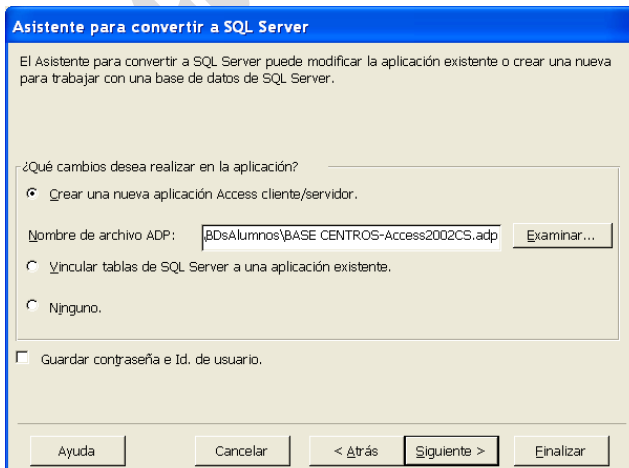 Asistente para convertir a SQL Server
El Asistente para convertir a SQL Server puede modificar la aplicación existente o crear una nueva
para trabajar con una base de datos de SQL Server.
¿Qué cambios desea realizar en la aplicación?
Crear una nueva aplicación Access cliente/servidor.
Nombre de archivo ADP: \BDsAlumnos\BASE CENTROS-Access2002CS.adp Examinar...
Vincular tablas de SQL Server a una aplicación existente.
Ninguno.
Guardar contraseña e Id. de usuario.
Ayuda Cancelar < Atrás Siguiente > Finalizar